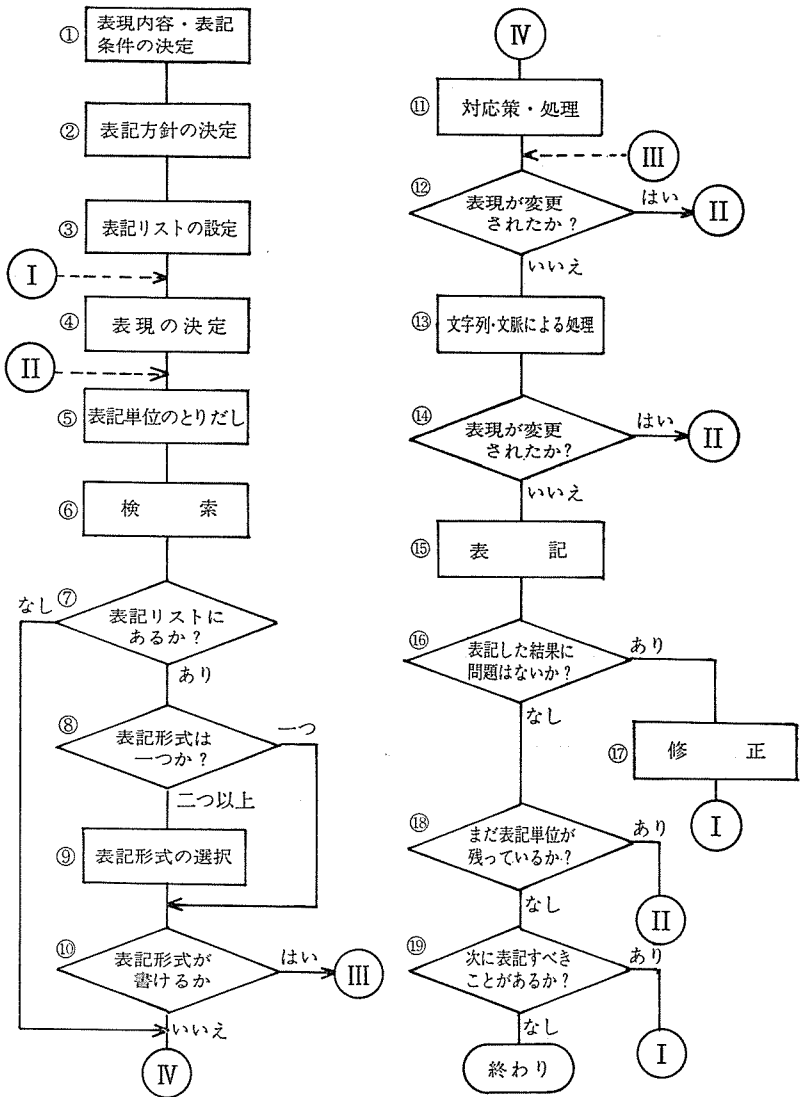 ①
表現内容・表記
条件の決定
②
表記方針の決定
③
表記リストの設定
Ⅰ
④
表現の決定
Ⅱ
⑤
表記単位のとりだし
⑥
検索
⑦
なし
表記リストに
あるか？
あり
⑧
表記形式は
一つか？
一つ
二つ以上
⑨
表記形式の選択
⑩
表記形式が
書けるか
はい
Ⅲ
いいえ
Ⅳ
Ⅳ
⑪
対応策・処理
Ⅲ
⑫
表現が変更
されたか？
はい
Ⅱ
いいえ
⑬
文字列・文脈による処理
⑭
表現が変更
されたか？
はい
Ⅱ
いいえ
⑮
表記
⑯
表記した結果に
問題はないか？
あり
なし
⑰
修正
Ⅰ
⑱
まだ表記単位が
残っているか？
あり
なし
Ⅱ
⑲
次に表記すべき
ことがあるか？
あり
なし
Ⅰ
終わり